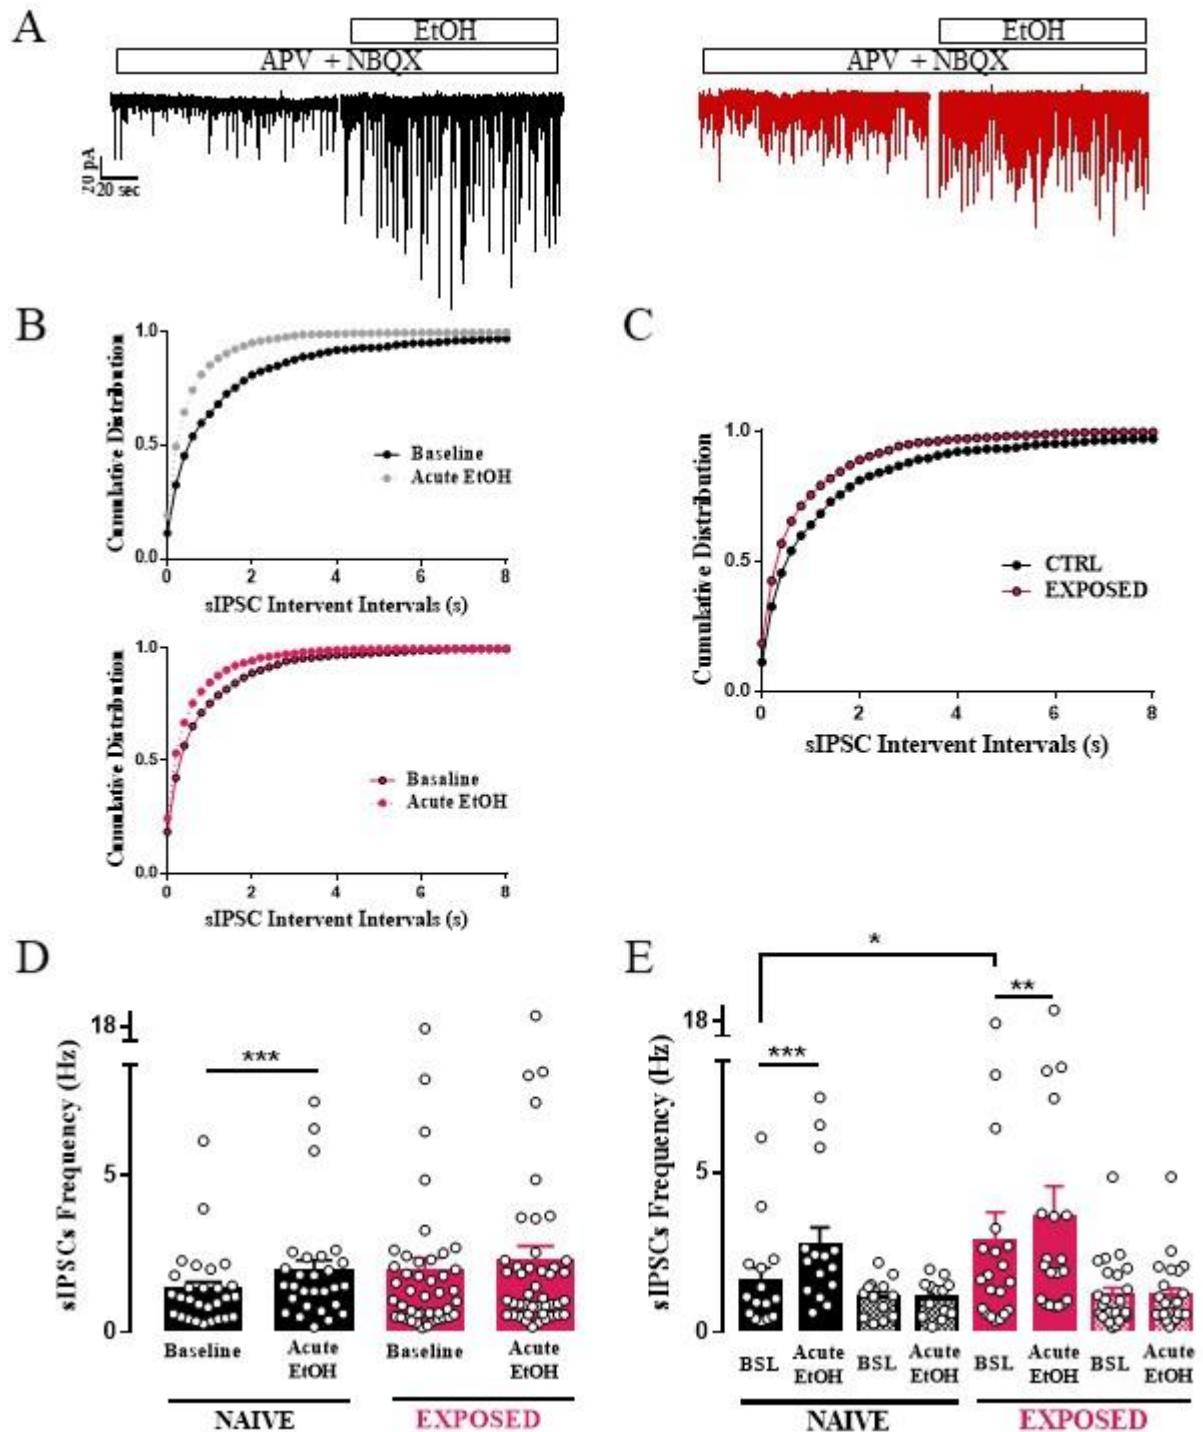 A
EtOH
APV + NBQX
20 pA
20 sec
EtOH
APV + NBQX
B
Cumulative Distribution
1.0
0.5
0.0
0 2 4 6 8
sIPSC Intervent Intervals (s)
Baseline
Acute EtOH
Cumulative Distribution
1.0
0.5
0.0
0 2 4 6 8
sIPSC Intervent Intervals (s)
Basaline
Acute EtOH
C
Cumulative Distribution
1.0
0.5
0.0
0 2 4 6 8
sIPSC Intervent Intervals (s)
CTRL
EXPOSED
D
sIPSCs Frequency (Hz)
18
5
0
***
Baseline
Acute
EtOH
Baseline
Acute
EtOH
NAIVE
EXPOSED
E
sIPSCs Frequency (Hz)
18
5
0
*
**
***
BSL
Acute
EtOH
BSL
Acute
EtOH
BSL
Acute
EtOH
BSL
Acute
EtOH
NAIVE
EXPOSED